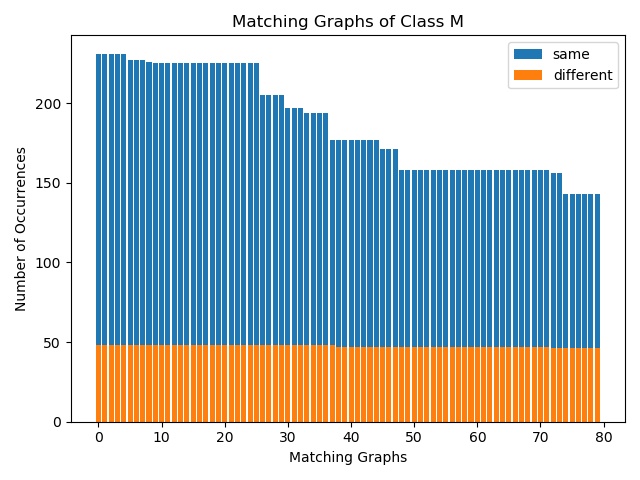 Matching Graphs of Class M
same
different
Number of Occurrences
200
150
100
50
0
0 10 20 30 40 50 60 70 80
Matching Graphs